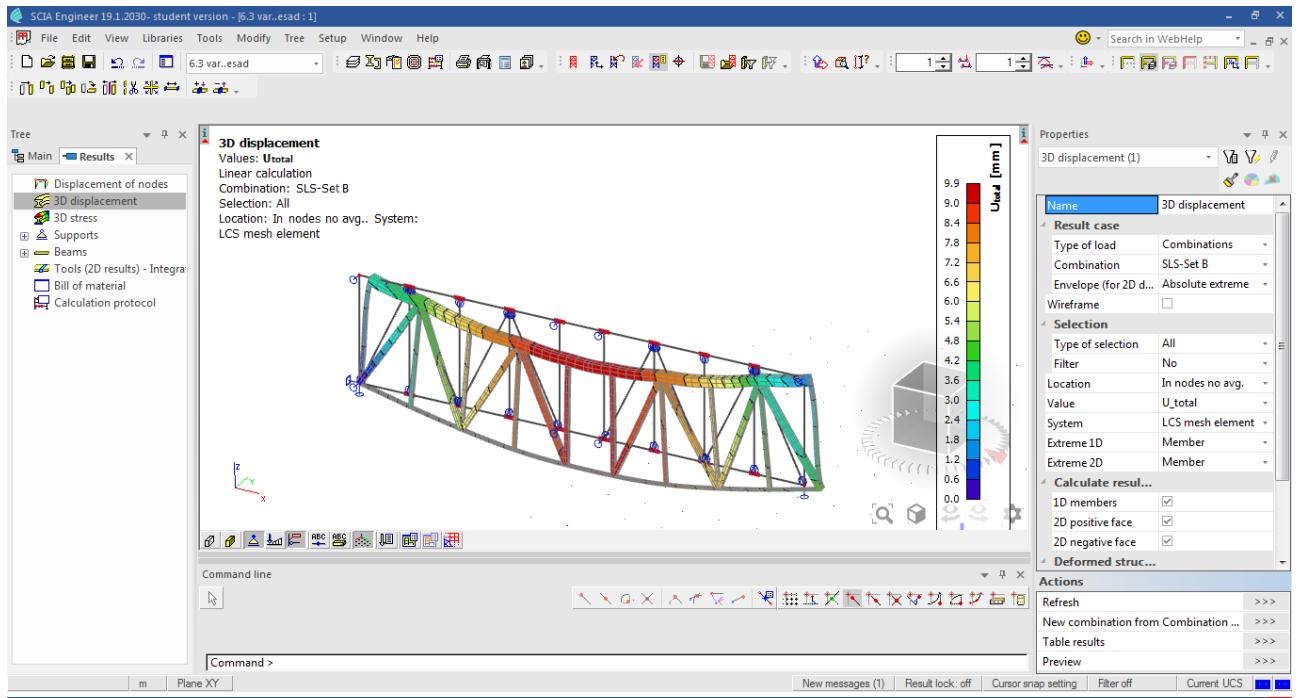 SCIA Engineer 19.1.2030- student version - [6.3 var..esad : 1]
File Edit View Libraries Tools Modify Tree Setup Window Help
Search in WebHelp
6.3 var..esad
1 1
Tree
Main Results
Displacement of nodes
3D displacement
3D stress
Supports
Beams
Tools (2D results) - Integra
Bill of material
Calculation protocol
3D displacement
Values: Utotal
Linear calculation
Combination: SLS-Set B
Selection: All
Location: In nodes no avg.. System:
LCS mesh element
Utotal [mm]
9.9
9.0
8.4
7.8
7.2
6.6
6.0
5.4
4.8
4.2
3.6
3.0
2.4
1.8
1.2
0.6
0.0
z
Y
x
ABC ABC
Command line
Command >
Properties
3D displacement (1)
Name 3D displacement
Result case
Type of load Combinations
Combination SLS-Set B
Envelope (for 2D d... Absolute extreme
Wireframe
Selection
Type of selection All
Filter No
Location In nodes no avg.
Value U_total
System LCS mesh element
Extreme 1D Member
Extreme 2D Member
Calculate resul...
1D members
2D positive face
2D negative face
Deformed struc...
Actions
Refresh >>>
New combination from Combination ... >>>
Table results >>>
Preview >>>
m Plane XY New messages (1) Result lock: off Cursor snap setting Filter off Current UCS